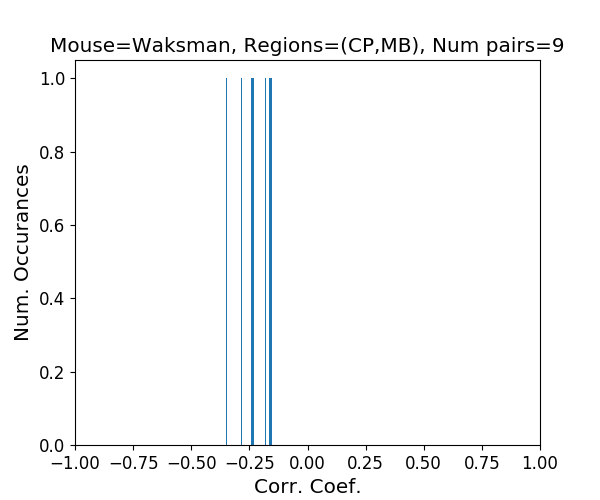 Mouse=Waksman, Regions=(CP,MB), Num pairs=9
Num. Occurances
1.0
0.8
0.6
0.4
0.2
0.0
−1.00 −0.75 −0.50 −0.25 0.00 0.25 0.50 0.75 1.00
Corr. Coef.